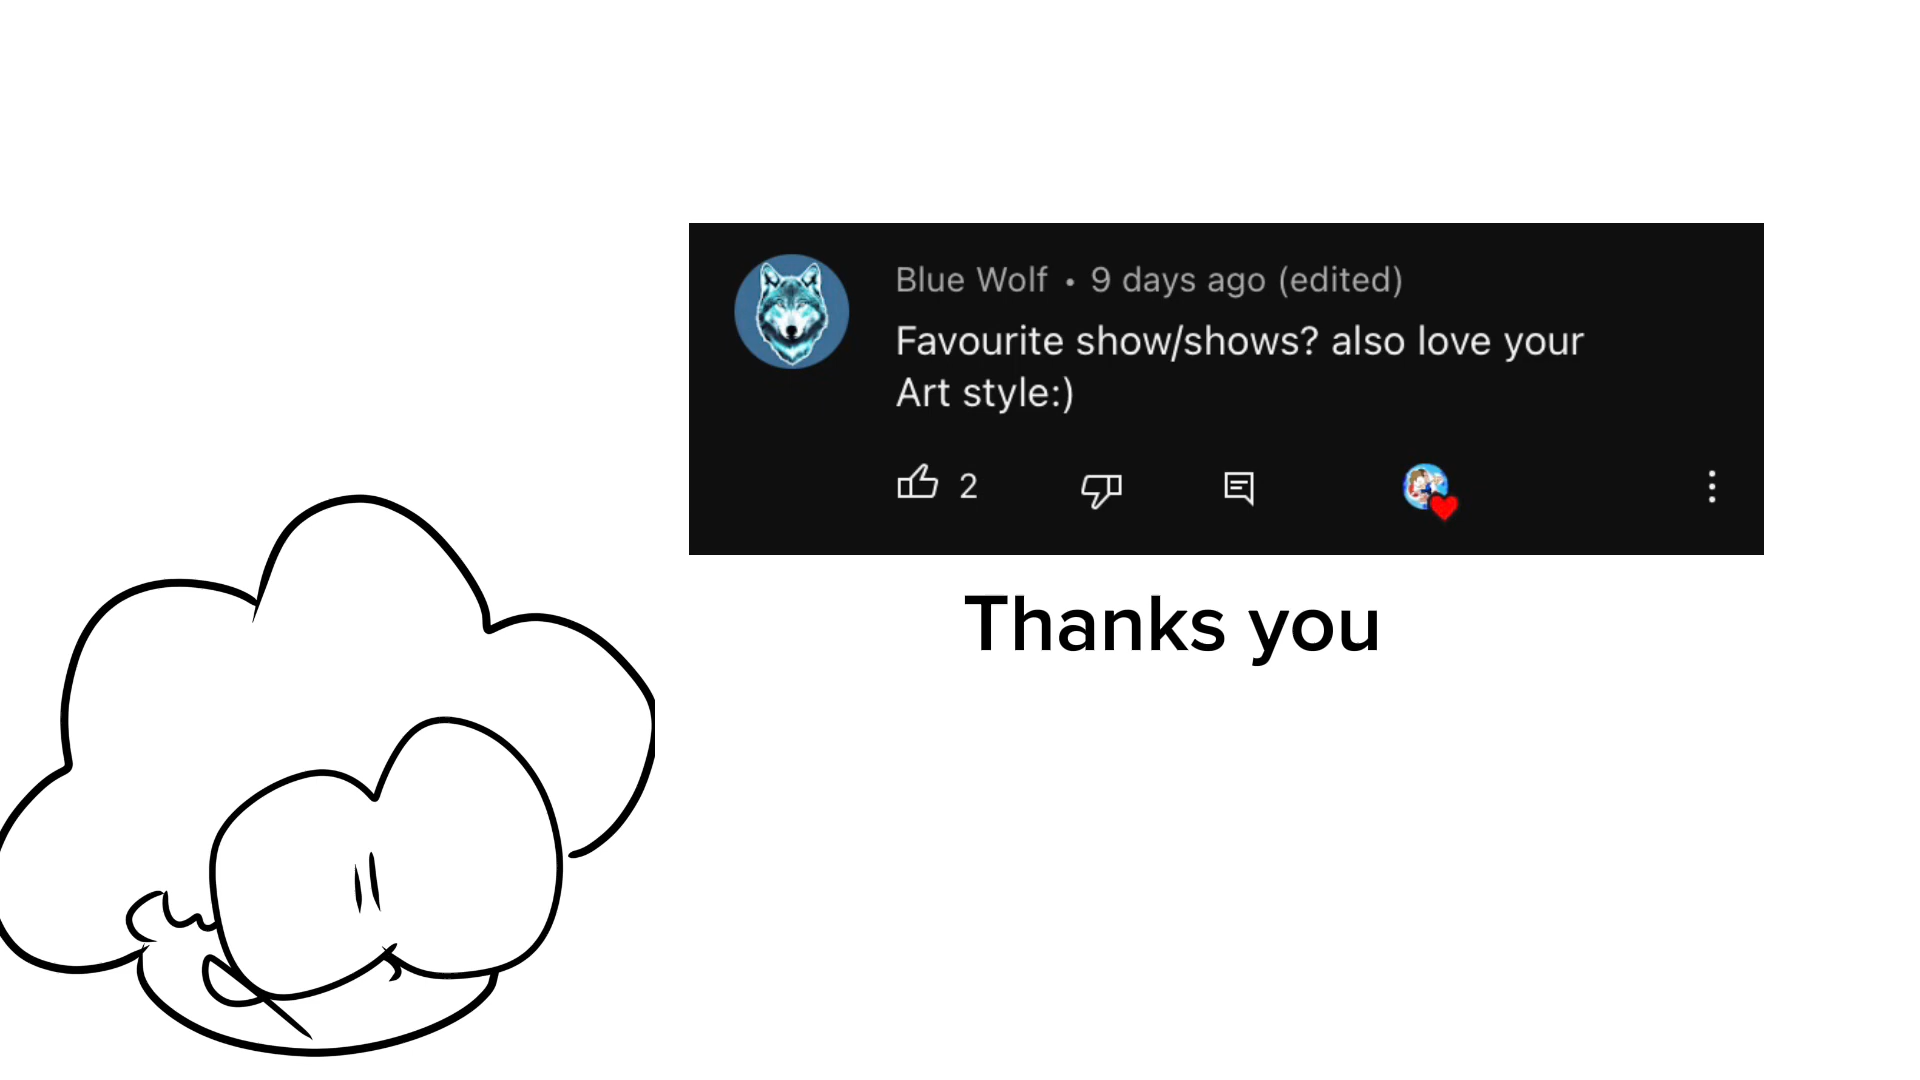 Blue Wolf • 9 days ago (edited)
Favourite show/shows? also love your
Art style:)
2
Thanks you